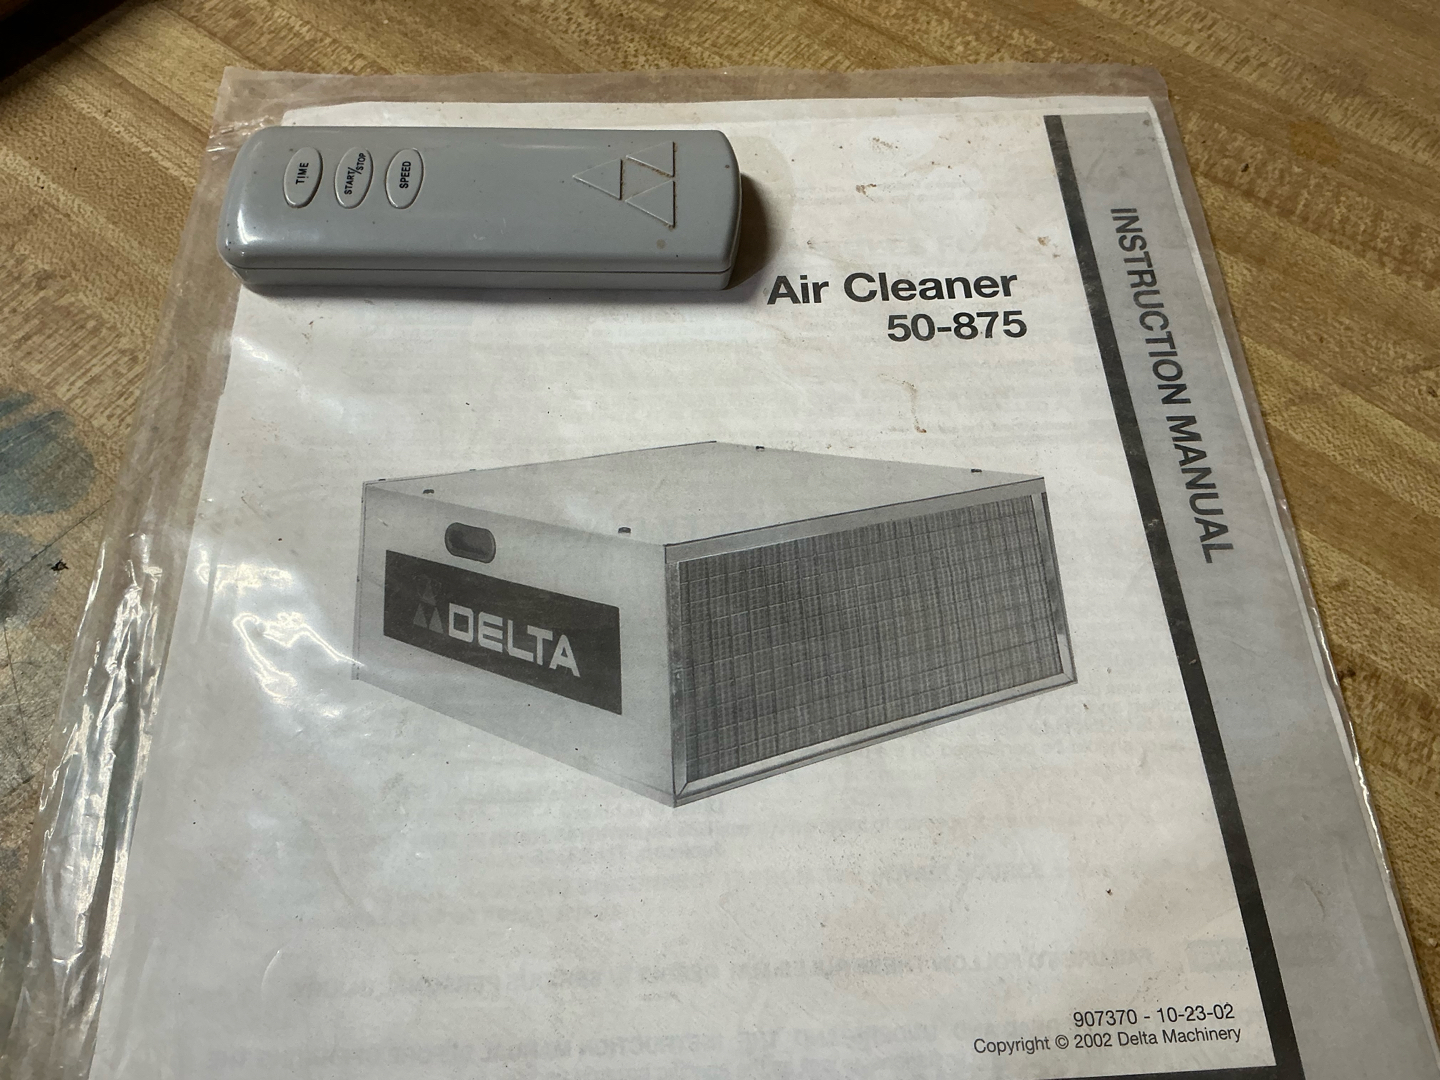 TIME
START/STOP
SPEED
Air Cleaner
50-875
INSTRUCTION MANUAL
DELTA
907370 - 10-23-02
Copyright © 2002 Delta Machinery